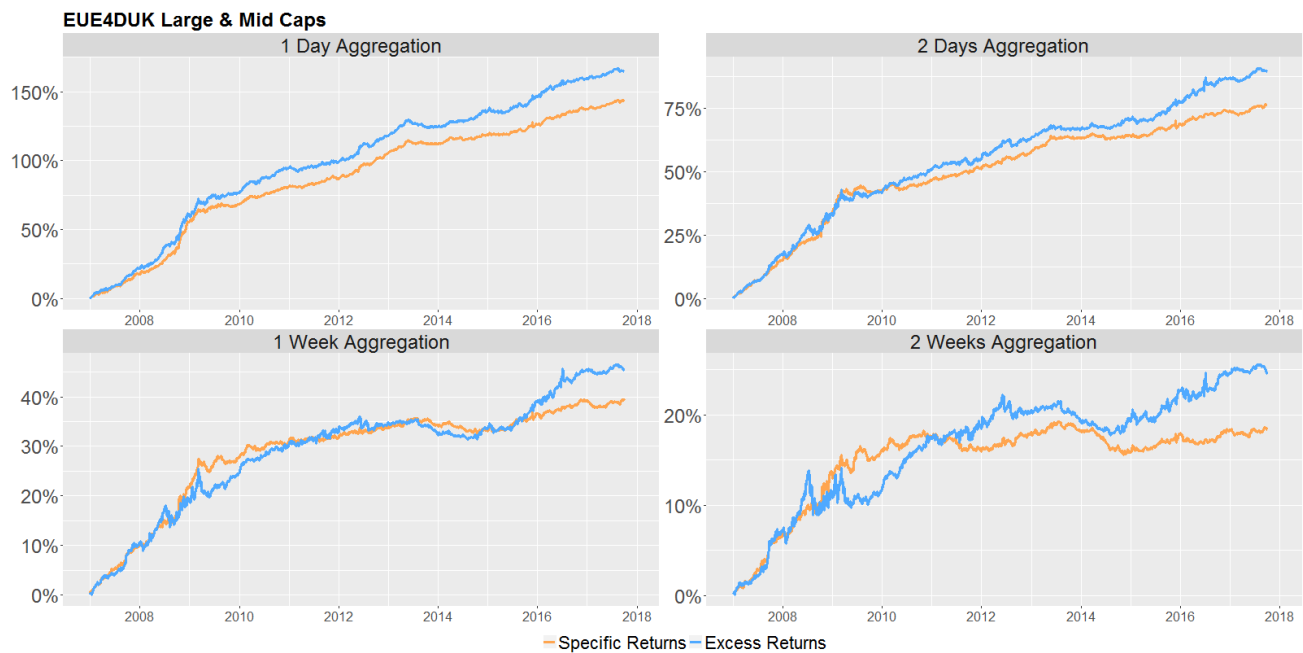 EUE4DUK Large & Mid Caps
1 Day Aggregation
150%
100%
50%
0%
2008 2010 2012 2014 2016 2018
2 Days Aggregation
75%
50%
25%
0%
2008 2010 2012 2014 2016 2018
1 Week Aggregation
40%
30%
20%
10%
0%
2008 2010 2012 2014 2016 2018
2 Weeks Aggregation
20%
10%
0%
2008 2010 2012 2014 2016 2018
Specific Returns Excess Returns